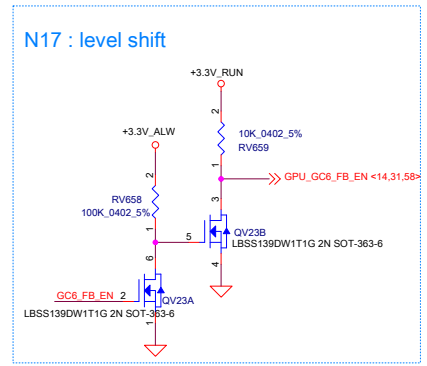 N17 : level shift
+3.3V_RUN
2
10K_0402_5%
RV659
1
+3.3V_ALW
2
RV658
100K_0402_5%
1
GPU_GC6_FB_EN <14,31,58>
3
5
QV23B
LBSS139DW1T1G 2N SOT-363-6
4
6
GC6_FB_EN 2
QV23A
LBSS139DW1T1G 2N SOT-363-6
1